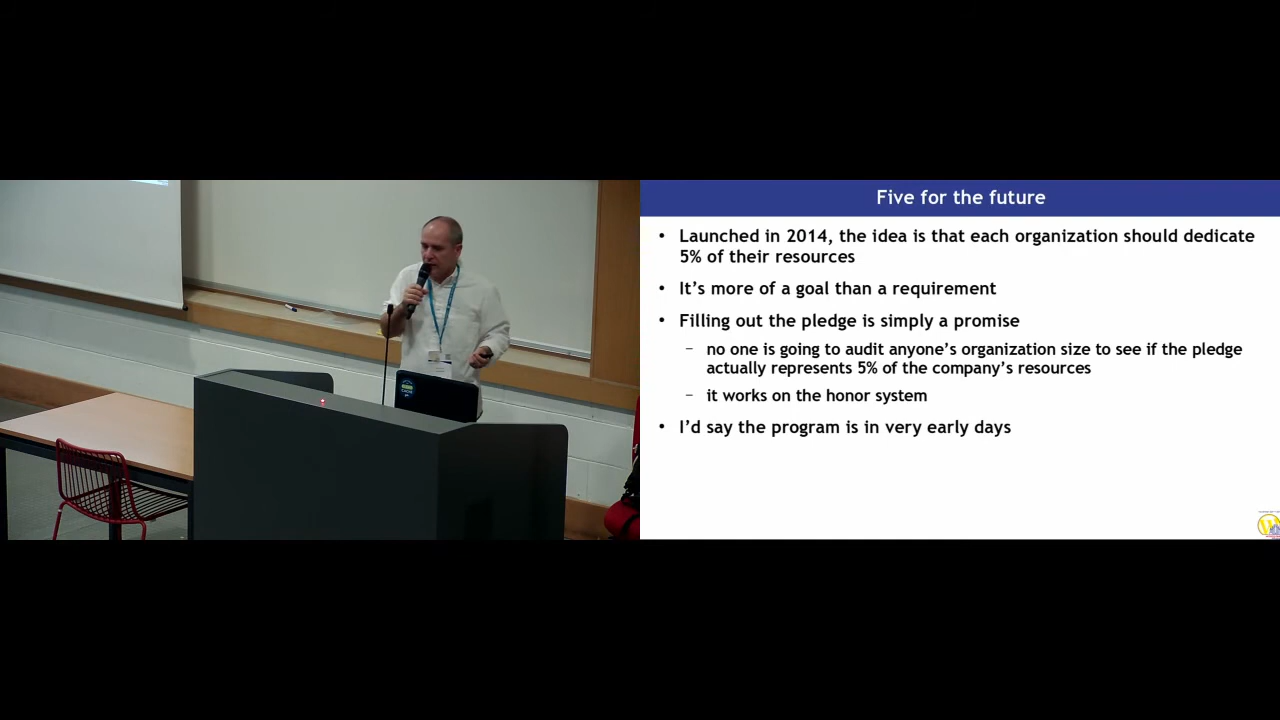 Five for the future
• Launched in 2014, the idea is that each organization should dedicate
5% of their resources
• It's more of a goal than a requirement
• Filling out the pledge is simply a promise
– no one is going to audit anyone's organization size to see if the pledge
actually represents 5% of the company's resources
– it works on the honor system
• I'd say the program is in very early days